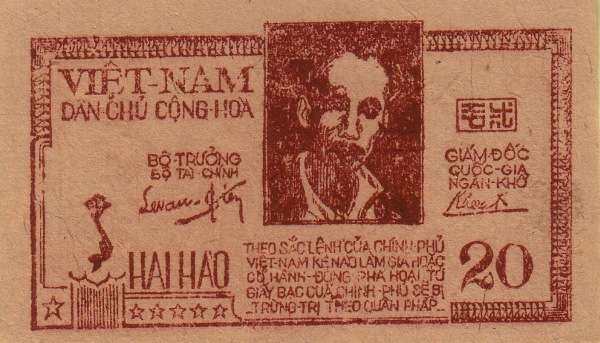 VIỆT-NAM
DÂN-CHỦ CỘNG-HÒA
BỘ TRƯỞNG
BỘ TÀI CHÍNH
GIÁM-ĐỐC
QUỐC-GIA
NGÂN-KHỐ
HAI HÀO
THEO SẮC LỆNH CỦA CHÍNH-PHỦ
VIỆT-NAM KẺ NÀO LÀM GIẢ HOẶC
CÓ HÀNH-ĐỘNG PHÁ HOẠI TỜ
GIẤY BẠC CỦA CHÍNH-PHỦ SẼ BỊ
TRỪNG-TRỊ THEO QUÂN PHÁP
20